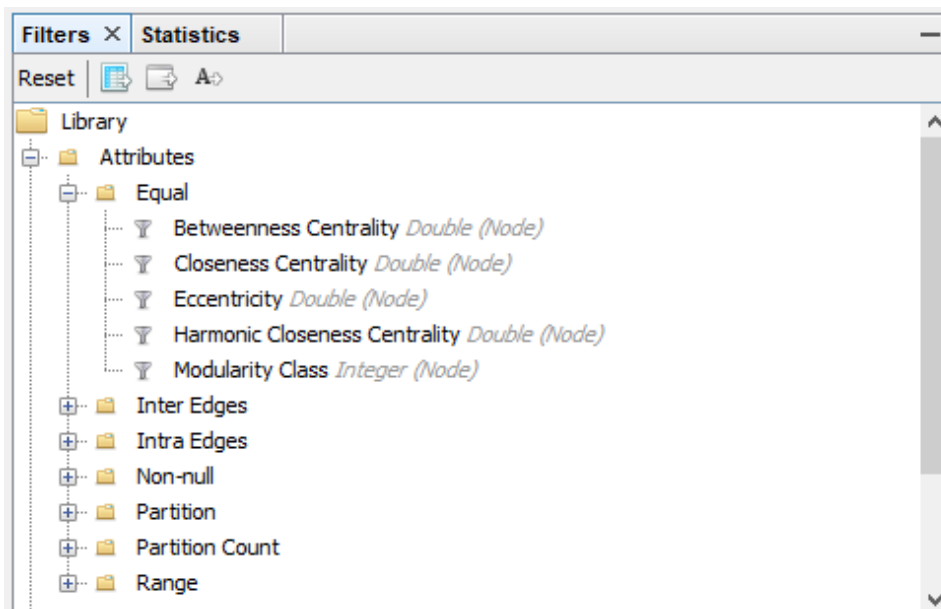 Filters Statistics
Reset A
Library
Attributes
Equal
Betweenness Centrality Double (Node)
Closeness Centrality Double (Node)
Eccentricity Double (Node)
Harmonic Closeness Centrality Double (Node)
Modularity Class Integer (Node)
Inter Edges
Intra Edges
Non-null
Partition
Partition Count
Range